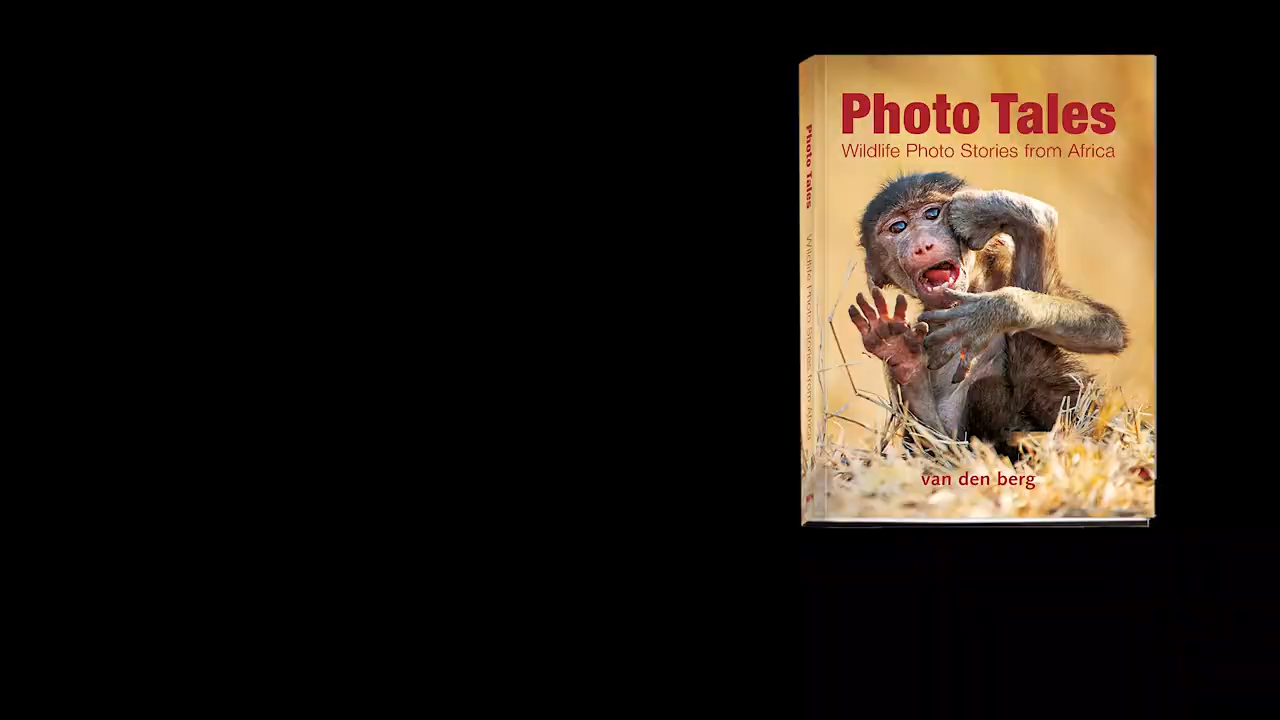 Photo Tales
Wildlife Photo Stories from Africa
van den berg
Photo Tales
Wildlife Photo Stories from Africa